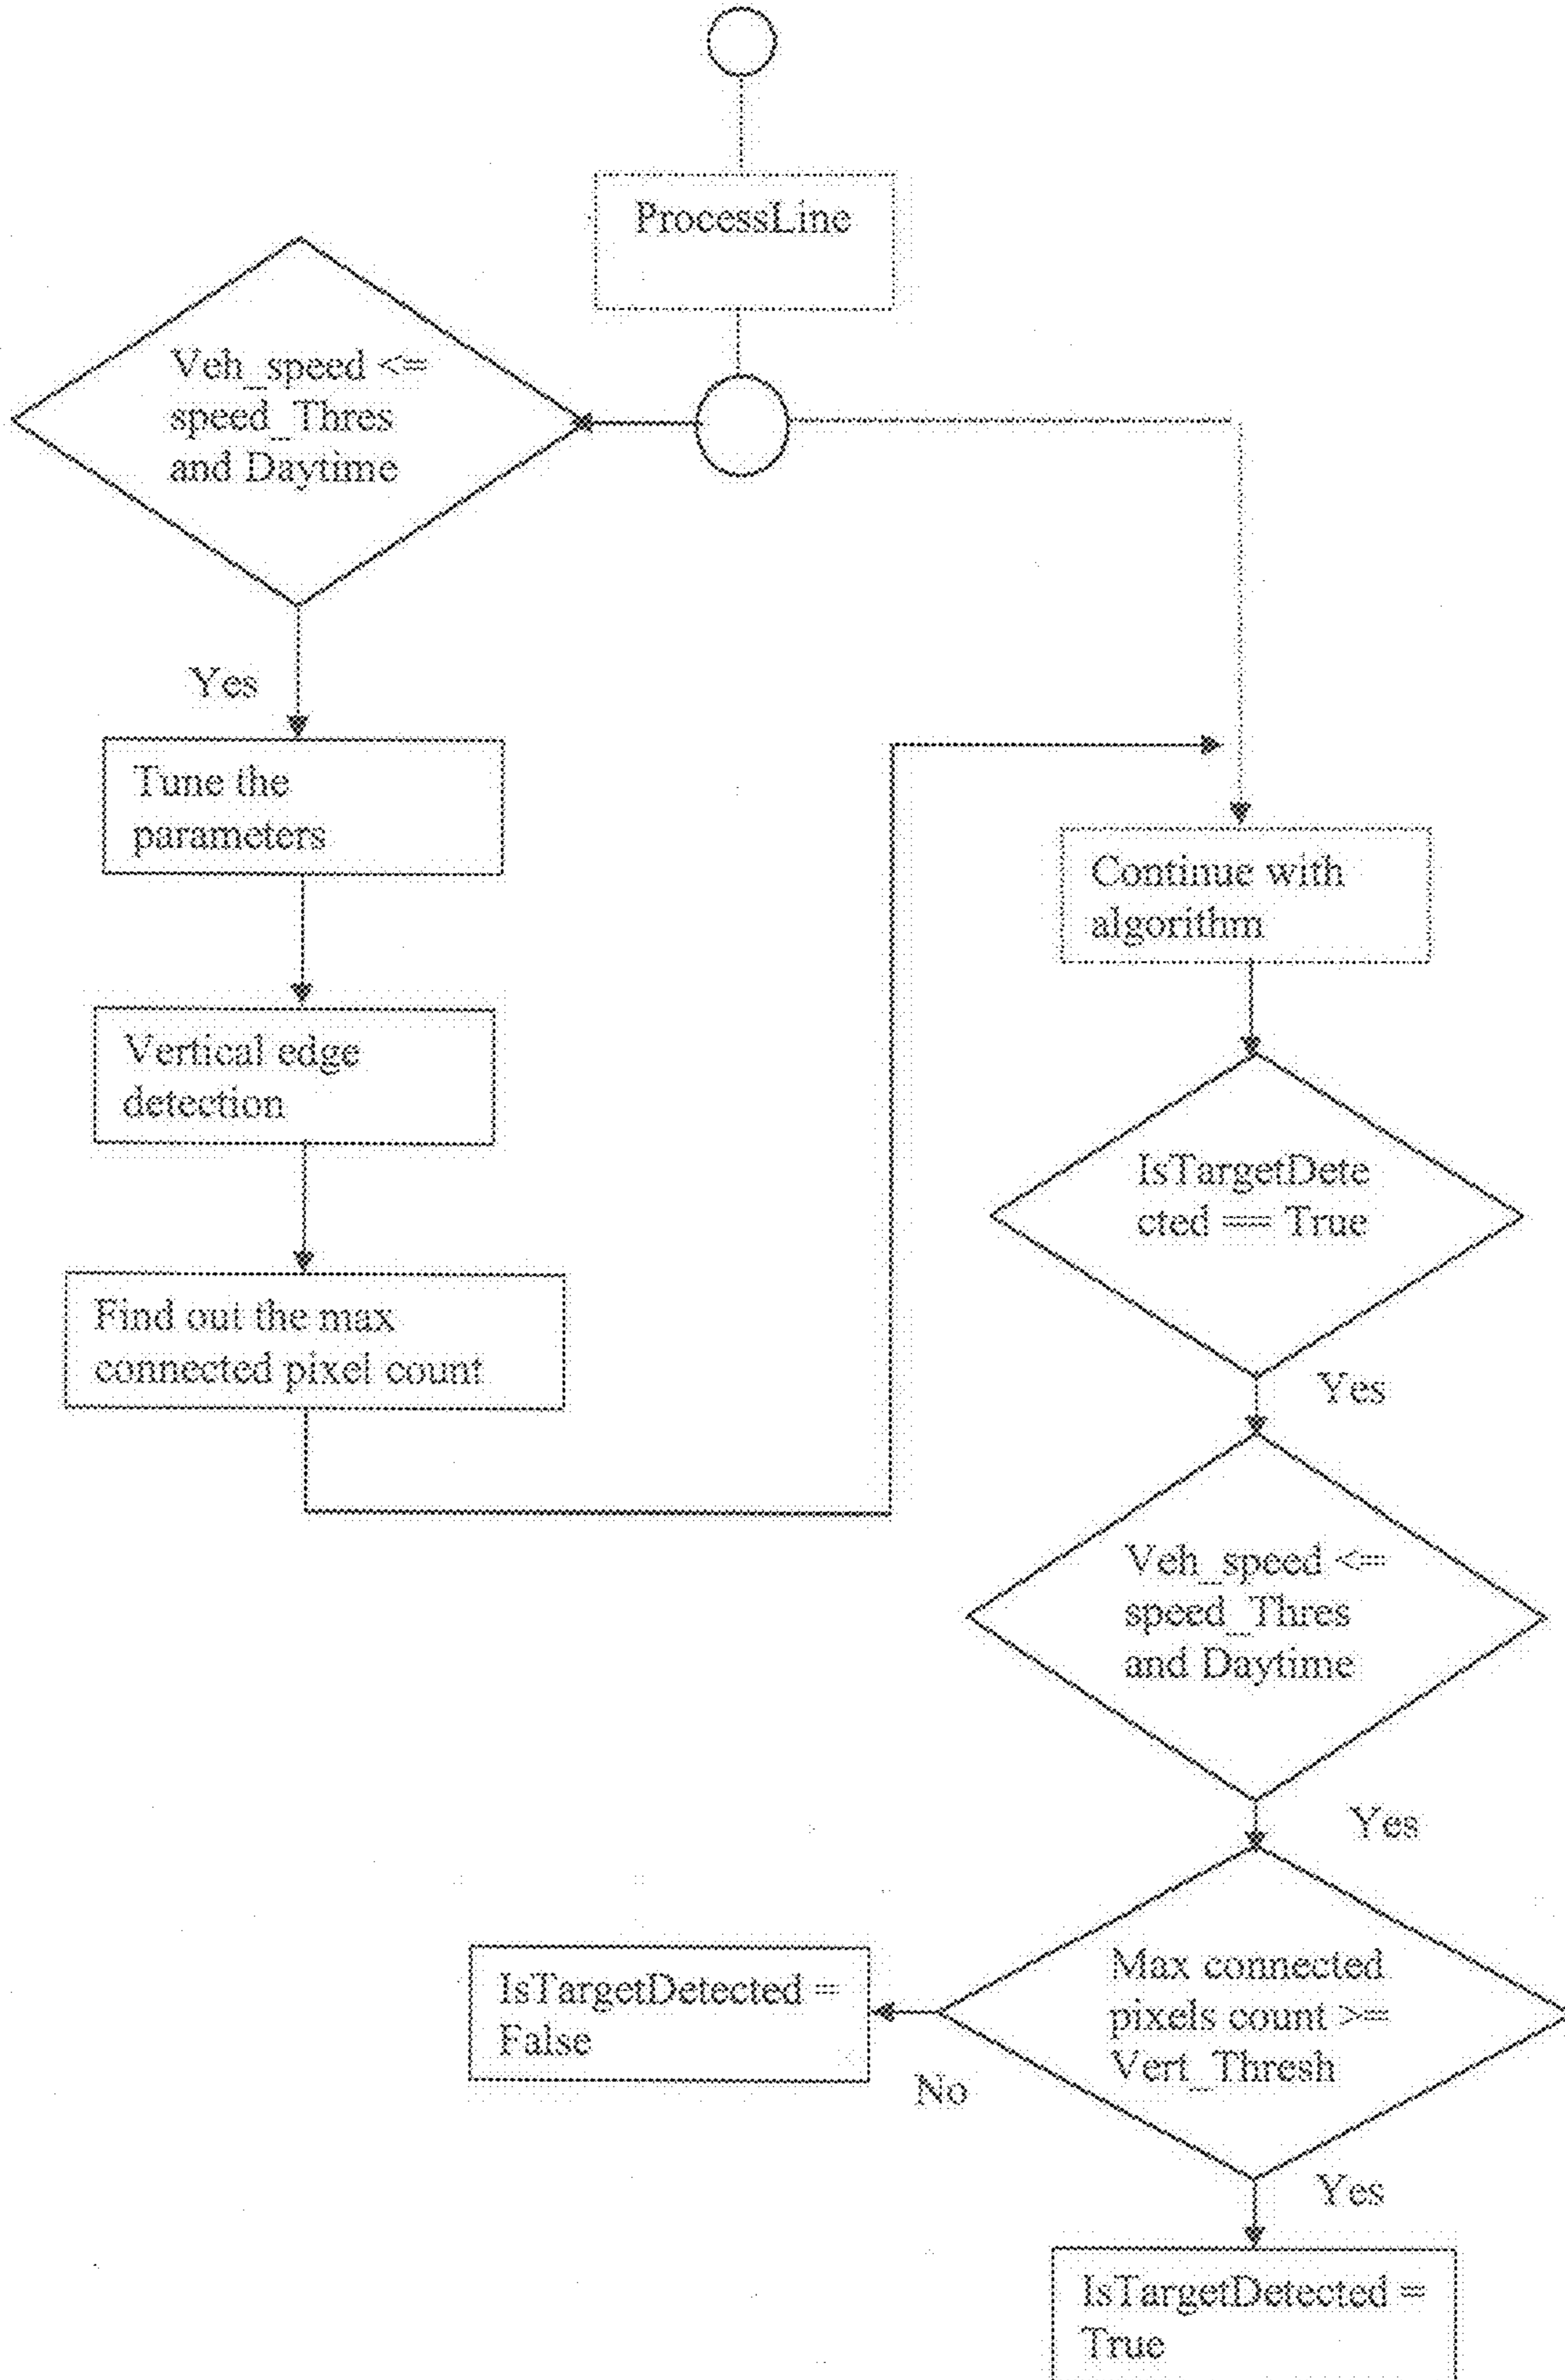 ProcessLine
Veh_speed <=
speed_Thres
and Daytime
Yes
Tune the
parameters
Vertical edge
detection
Find out the max
connected pixel count
Continue with
algorithm
IsTargetDete
cted == True
Yes
Veh_speed <=
speed_Thres
and Daytime
Yes
Max connected
pixels count >=
Vert_Thresh
No
IsTargetDetected =
False
Yes
IsTargetDetected =
True